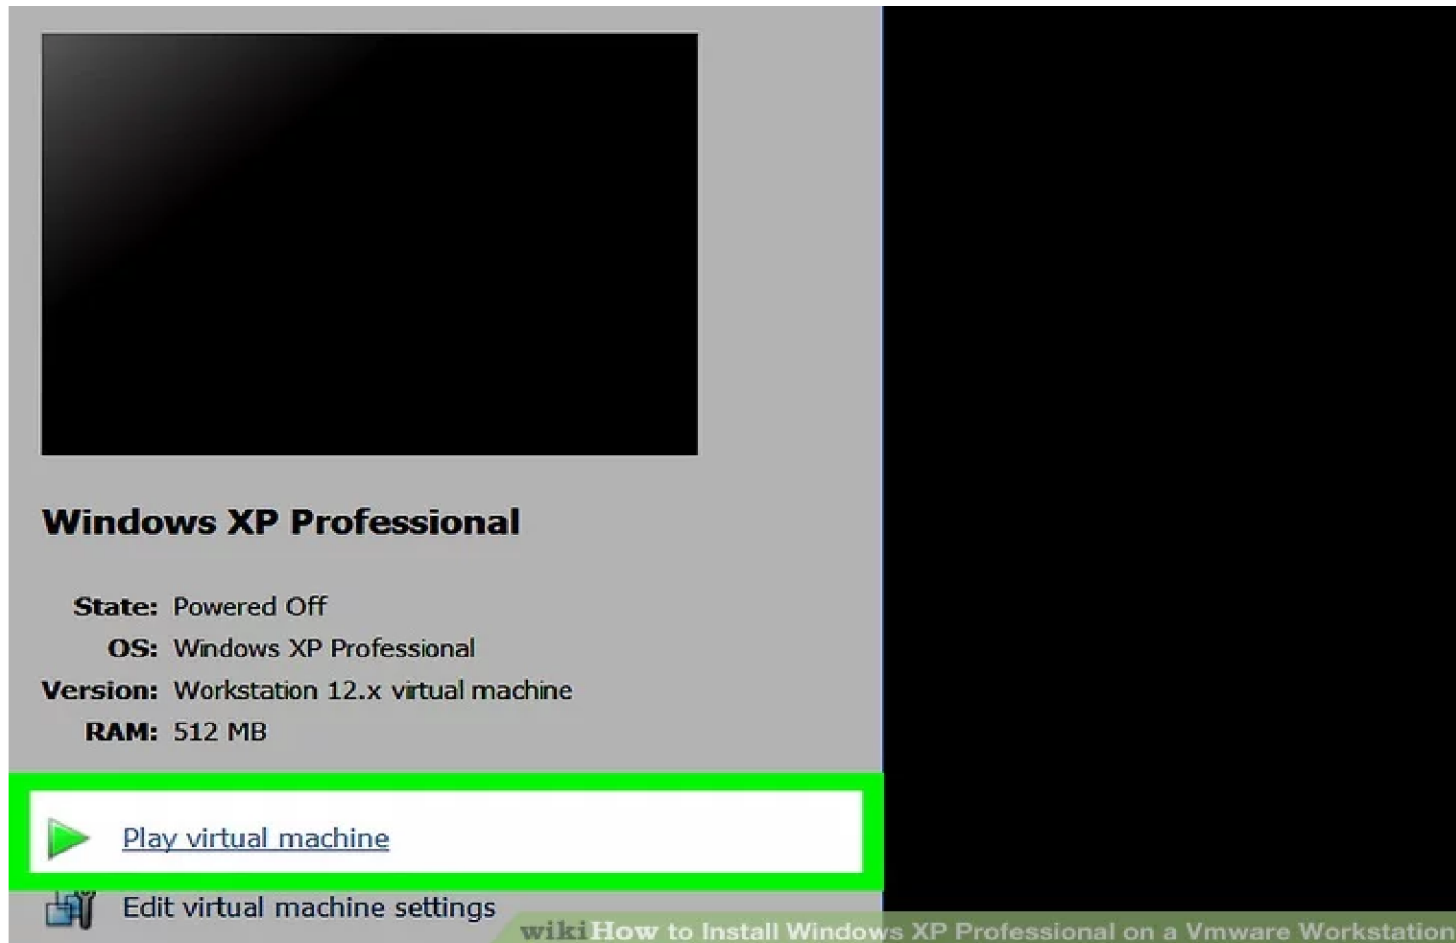 Windows XP Professional
State: Powered Off
OS: Windows XP Professional
Version: Workstation 12.x virtual machine
RAM: 512 MB
Play virtual machine
Edit virtual machine settings
wikiHow to Install Windows XP Professional on a Vmware Workstation